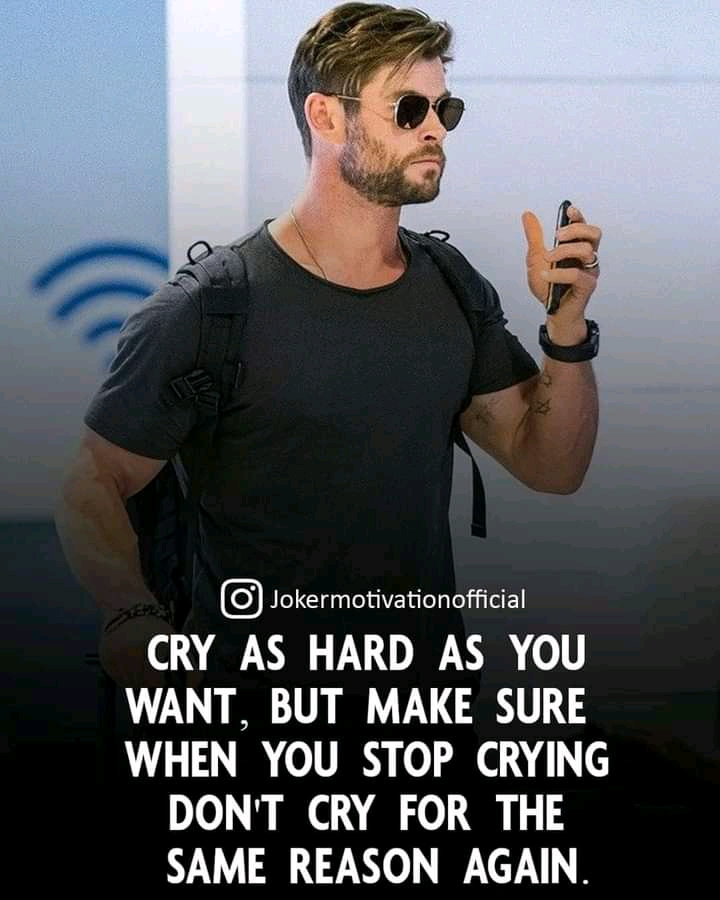 Jokermotivationofficial
CRY AS HARD AS YOU
WANT, BUT MAKE SURE
WHEN YOU STOP CRYING
DON'T CRY FOR THE
SAME REASON AGAIN.